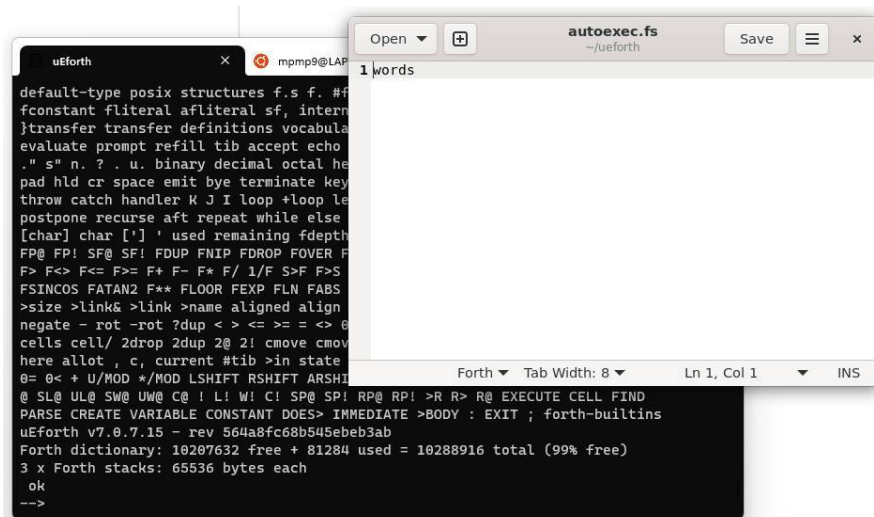 uEforth
mpmp9@LAP
default-type posix structures f.s f. #f
fconstant fliteral afliteral sf, intern
}transfer transfer definitions vocabula
evaluate prompt refill tib accept echo
." s" n. ? . u. binary decimal octal he
pad hld cr space emit bye terminate key
throw catch handler K J I loop +loop le
postpone recurse aft repeat while else
[char] char ['] ' used remaining fdepth
FP@ FP! SF@ SF! FDUP FNIP FDROP FOVER F
F> F<> F<= F>= F+ F- F* F/ 1/F S>F F>S
FSINCOS FATAN2 F** FLOOR FEXP FLN FABS
>size >link& >link >name aligned align
negate - rot -rot ?dup < > <= >= = <> 0
cells cell/ 2drop 2dup 2@ 2! cmove cmov
here allot , c, current #tib >in state
0= 0< + U/MOD */MOD LSHIFT RSHIFT ARSHI
@ SL@ UL@ SW@ UW@ C@ ! L! W! C! SP@ SP! RP@ RP! >R R> R@ EXECUTE CELL FIND
PARSE CREATE VARIABLE CONSTANT DOES> IMMEDIATE >BODY : EXIT ; forth-builtins
uEforth v7.0.7.15 - rev 564a8fc68b545ebeb3ab
Forth dictionary: 10207632 free + 81284 used = 10288916 total (99% free)
3 x Forth stacks: 65536 bytes each
ok
-->
Open
autoexec.fs
~/ueforth
Save
1 words
Forth Tab Width: 8 Ln 1, Col 1 INS